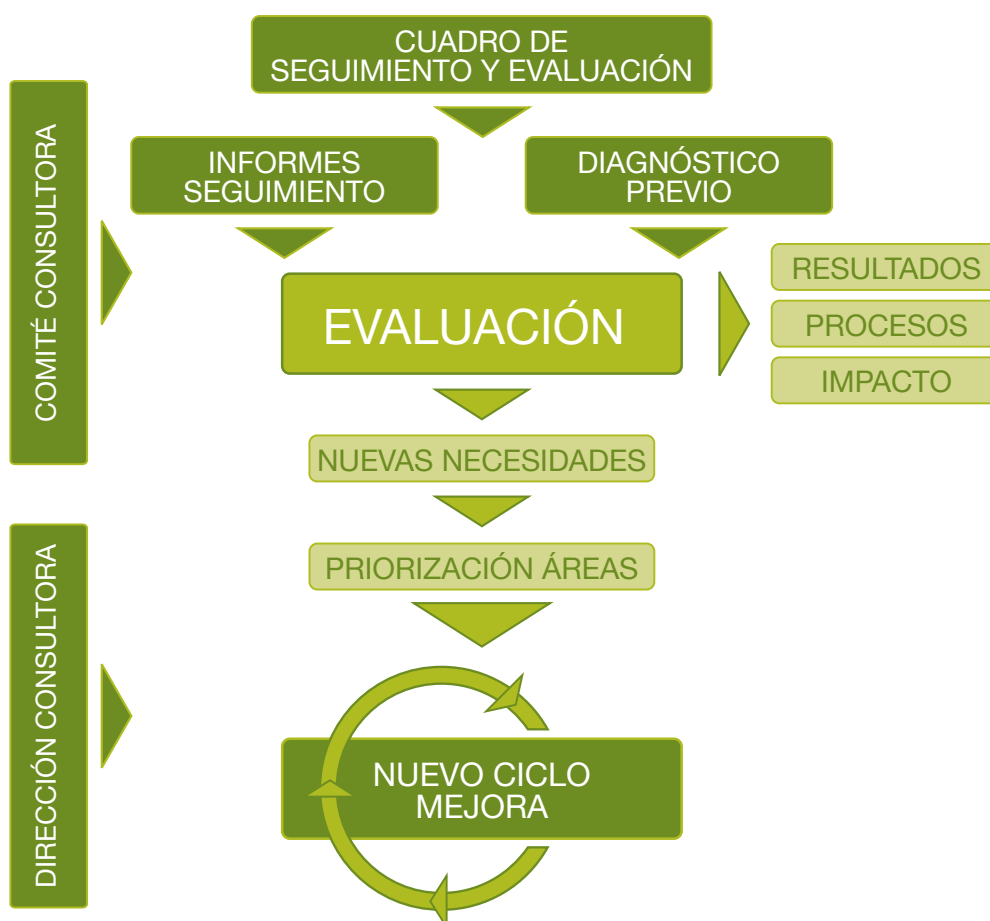 CUADRO DE
SEGUIMIENTO Y EVALUACIÓN
COMITÉ CONSULTORA
INFORMES
SEGUIMIENTO
DIAGNÓSTICO
PREVIO
EVALUACIÓN
RESULTADOS
PROCESOS
IMPACTO
NUEVAS NECESIDADES
PRIORIZACIÓN ÁREAS
DIRECCIÓN CONSULTORA
NUEVO CICLO
MEJORA